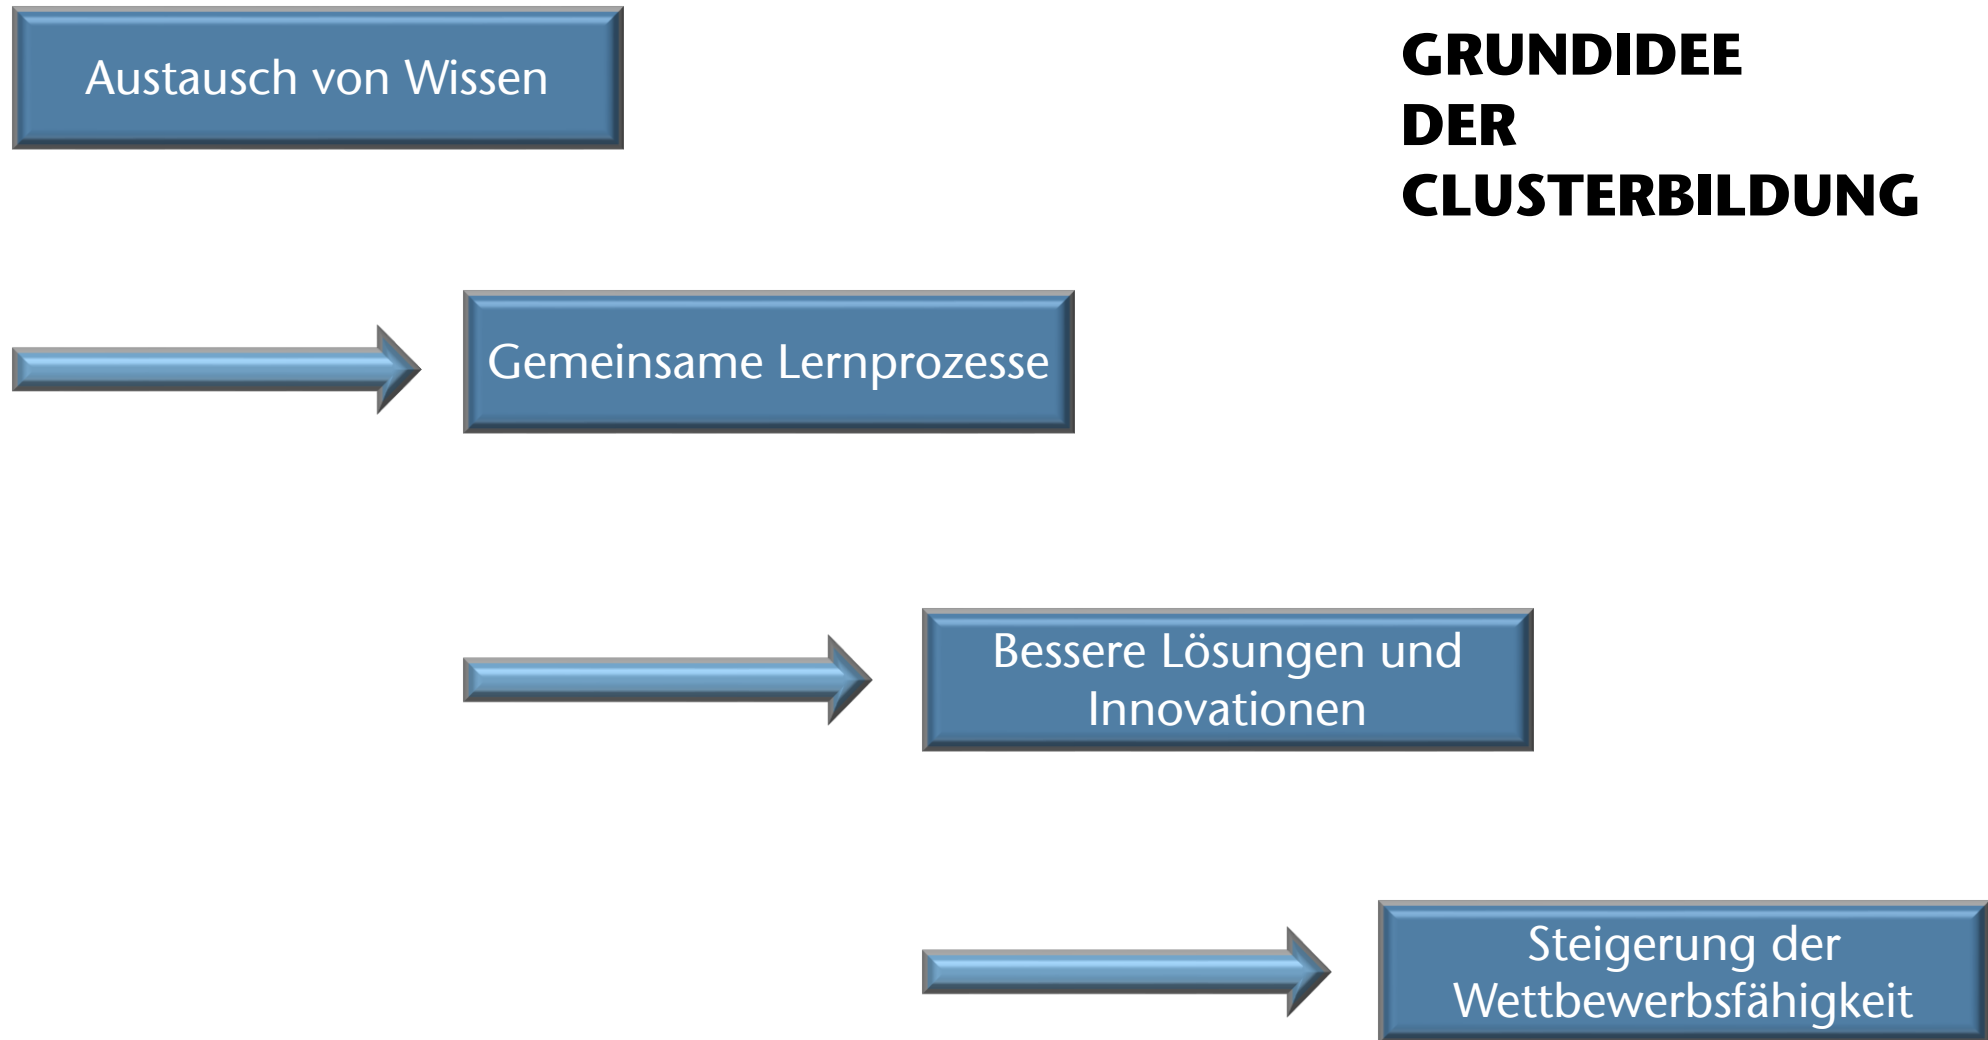 GRUNDIDEE
DER
CLUSTERBILDUNG
Austausch von Wissen
Gemeinsame Lernprozesse
Bessere Lösungen und
Innovationen
Steigerung der
Wettbewerbsfähigkeit